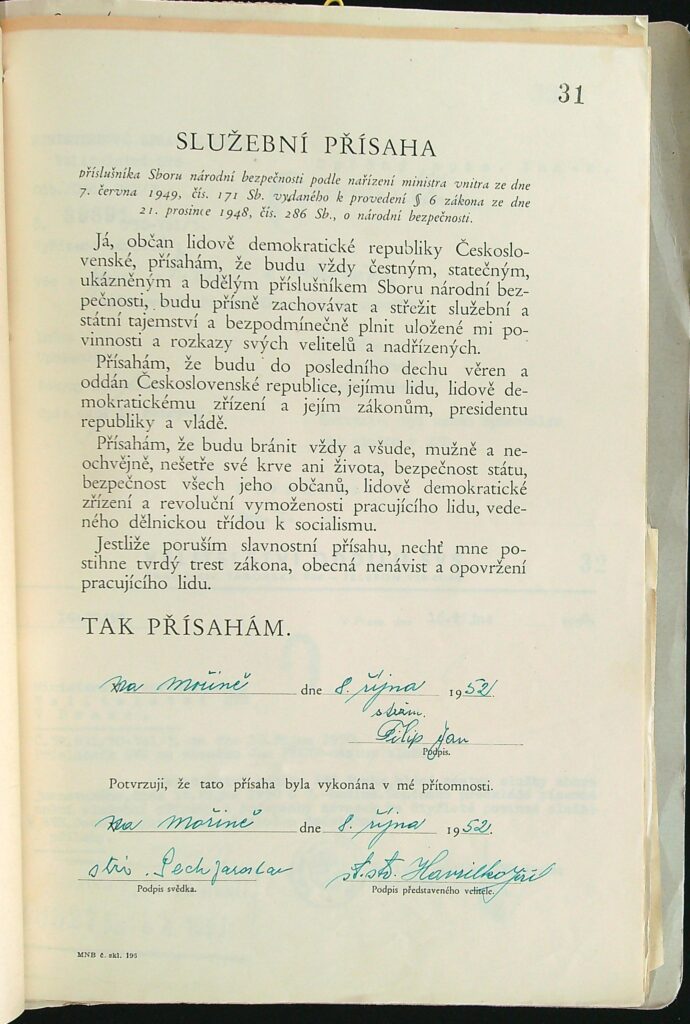 31
SLUŽEBNÍ PŘÍSAHA
příslušníka Sboru národní bezpečnosti podle nařízení ministra vnitra ze dne
7. června 1949, čís. 171 Sb. vydaného k provedení § 6 zákona ze dne
21. prosince 1948, čís. 286 Sb., o národní bezpečnosti.
Já, občan lidově demokratické republiky Českoslo-
venské, přísahám, že budu vždy čestným, statečným,
ukázněným a bdělým příslušníkem Sboru národní bez-
pečnosti, budu přísně zachovávat a střežit služební a
státní tajemství a bezpodmínečně plnit uložené mi po-
vinnosti a rozkazy svých velitelů a nadřízených.
Přísahám, že budu do posledního dechu věren a
oddán Československé republice, jejímu lidu, lidově de-
mokratickému zřízení a jejím zákonům, presidentu
republiky a vládě.
Přísahám, že budu bránit vždy a všude, mužně a ne-
ochvějně, nešetře své krve ani života, bezpečnost státu,
bezpečnost všech jeho občanů, lidově demokratické
zřízení a revoluční vymoženosti pracujícího lidu, vede-
ného dělnickou třídou k socialismu.
Jestliže poruším slavnostní přísahu, nechť mne po-
stihne tvrdý trest zákona, obecná nenávist a opovržení
pracujícího lidu.
TAK PŘÍSAHÁM.
na Mořině dne 8. října 1952.
strám.
Filip Jan
Podpis.
Potvrzuji, že tato přísaha byla vykonána v mé přítomnosti.
na Mořině dne 8. října 1952.
Pech Jaroslav st. stř. Havrilko Jiří
Podpis svědka. Podpis představeného velitele.
MNB č. skl. 196